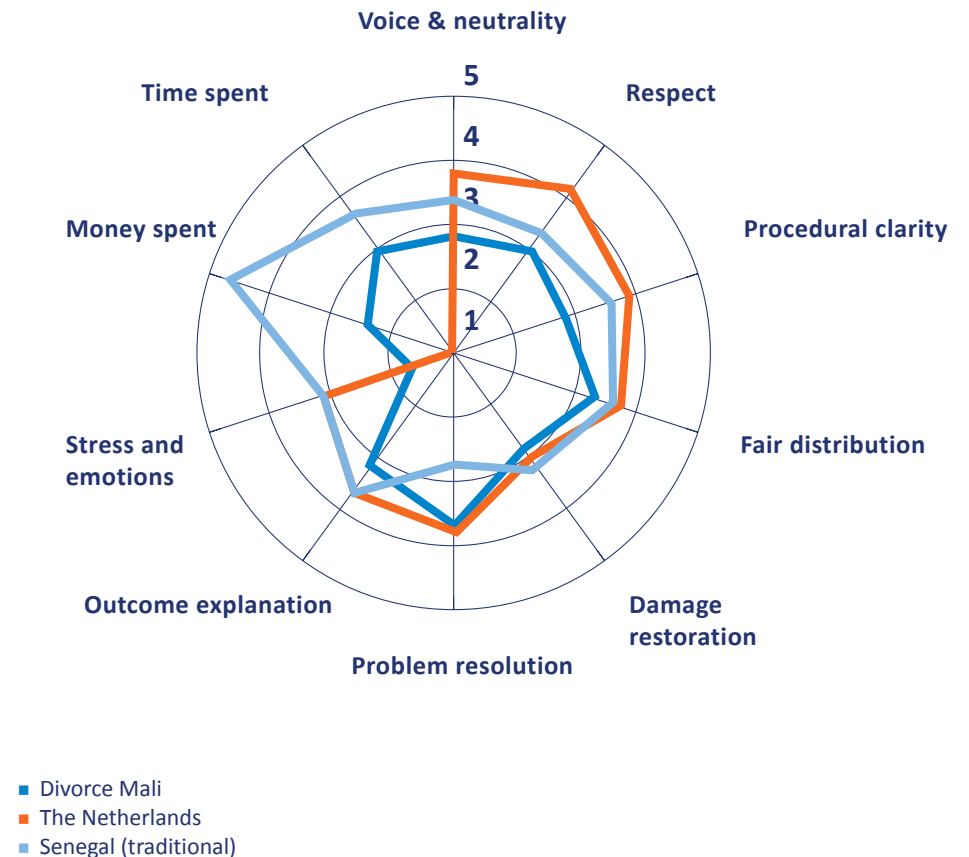 Voice & neutrality
5
Time spent
Respect
4
3
Money spent
Procedural clarity
2
1
Stress and
emotions
Fair distribution
Outcome explanation
Damage
restoration
Problem resolution
Divorce Mali
The Netherlands
Senegal (traditional)